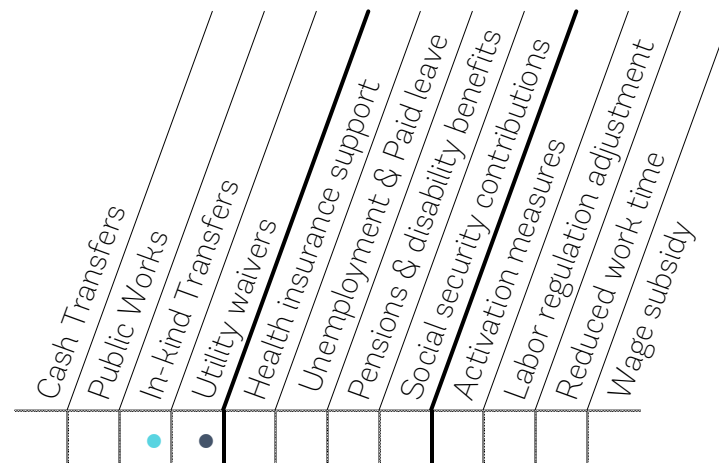 Cash Transfers
Public Works
In-kind Transfers
Utility waivers
Health insurance support
Unemployment & Paid leave
Pensions & disability benefits
Social security contributions
Activation measures
Labor regulation adjustment
Reduced work time
Wage subsidy